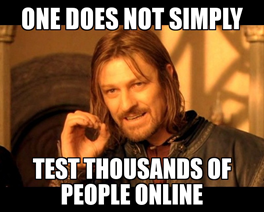 ONE DOES NOT SIMPLY
TEST THOUSANDS OF
PEOPLE ONLINE